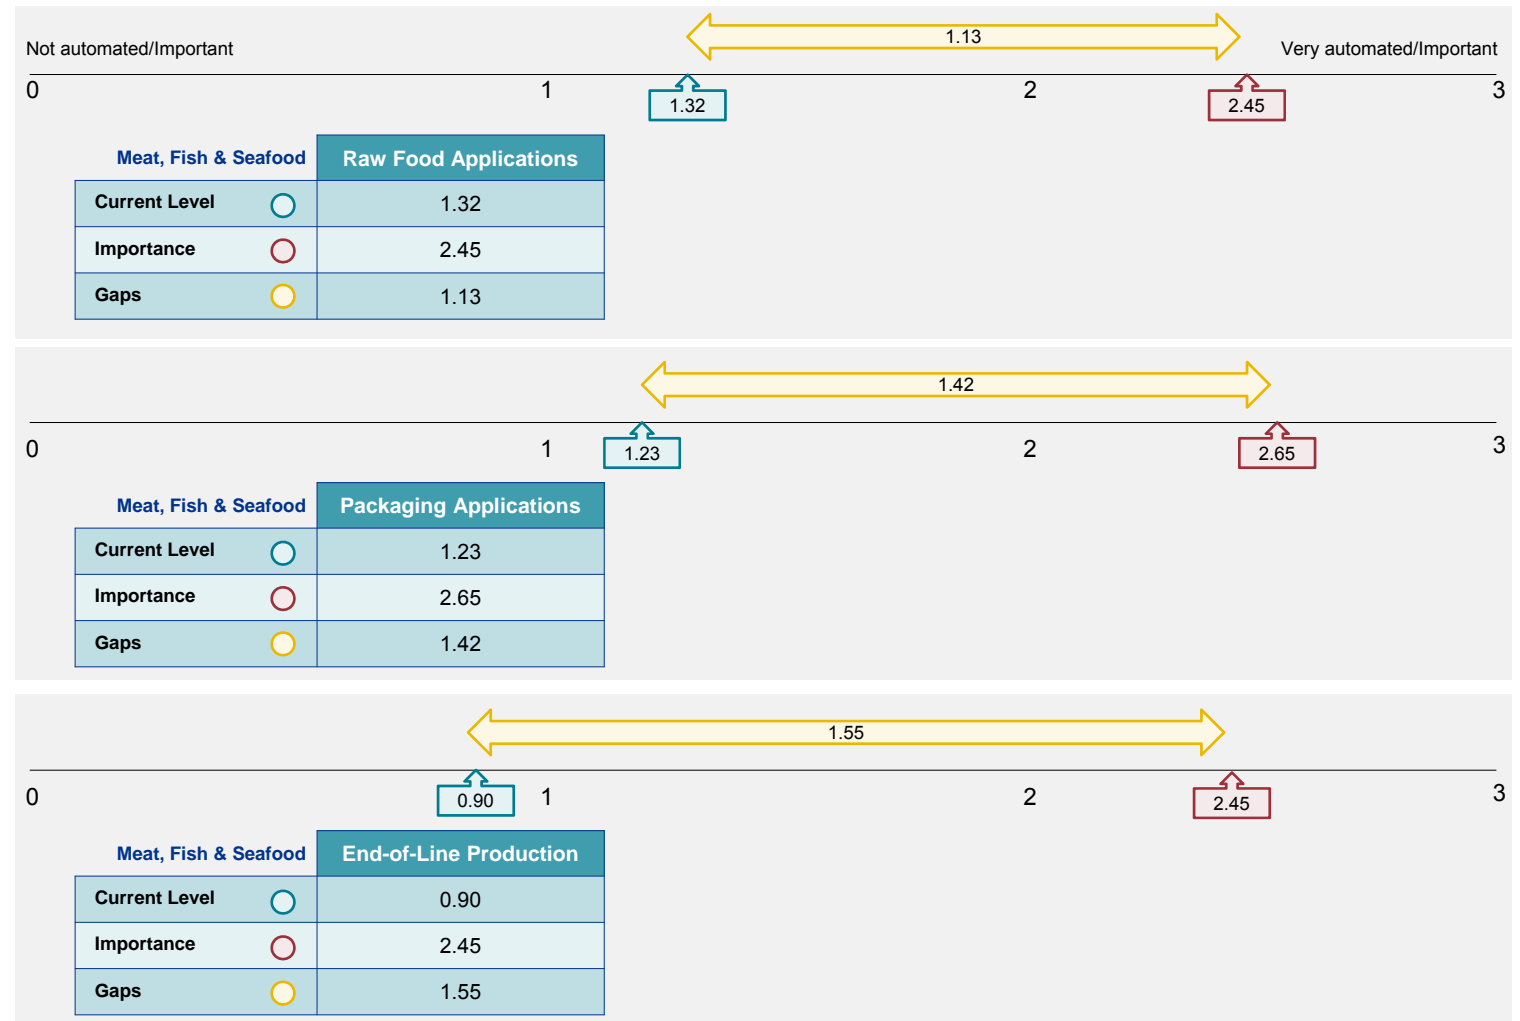 1.13
Not automated/Important
Very automated/Important
0 1 2 3
1.32 2.45
Meat, Fish & Seafood Raw Food Applications
Current Level 1.32
Importance 2.45
Gaps 1.13
1.42
0 1 2 3
1.23 2.65
Meat, Fish & Seafood Packaging Applications
Current Level 1.23
Importance 2.65
Gaps 1.42
1.55
0 1 2 3
0.90 2.45
Meat, Fish & Seafood End-of-Line Production
Current Level 0.90
Importance 2.45
Gaps 1.55